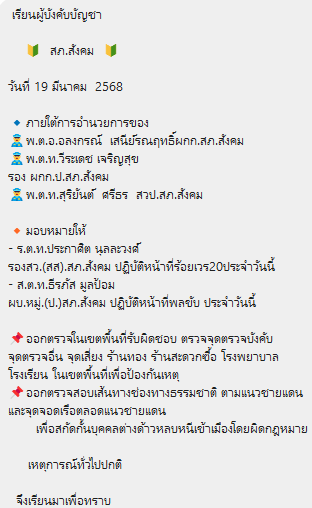 เรียนผู้บังคับบัญชา
🔰 สภ.สังคม 🔰
วันที่ 19 มีนาคม 2568
🔹ภายใต้การอำนวยการของ
👮พ.ต.อ.อลงกรณ์ เสนีย์รณฤทธิ์ผกก.สภ.สังคม
👮พ.ต.ท.วีระเดช เจริญสุข
รอง ผกก.ป.สภ.สังคม
👮พ.ต.ท.สุริยันต์ ศรีธร สวป.สภ.สังคม
🔸มอบหมายให้
- ร.ต.ท.ประกาศิต นุลละวงศ์
รองสว.(สส).สภ.สังคม ปฏิบัติหน้าที่ร้อยเวร20ประจำวันนี้
- ส.ต.ท.ธีรภัส มูลป้อม
ผบ.หมู่.(ป.)สภ.สังคม ปฏิบัติหน้าที่พลขับ ประจำวันนี้
📌ออกตรวจในเขตพื้นที่รับผิดชอบ ตรวจจุดตรวจบังคับ
จุดตรวจอื่น จุดเสี่ยง ร้านทอง ร้านสะดวกซื้อ โรงพยาบาล
โรงเรียน ในเขตพื้นที่เพื่อป้องกันเหตุ
📌ออกตรวจสอบเส้นทางช่องทางธรรมชาติ ตามแนวชายแดน
และจุดจอดเรือตลอดแนวชายแดน
เพื่อสกัดกั้นบุคคลต่างด้าวหลบหนีเข้าเมืองโดยผิดกฎหมาย
เหตุการณ์ทั่วไปปกติ
จึงเรียนมาเพื่อทราบ